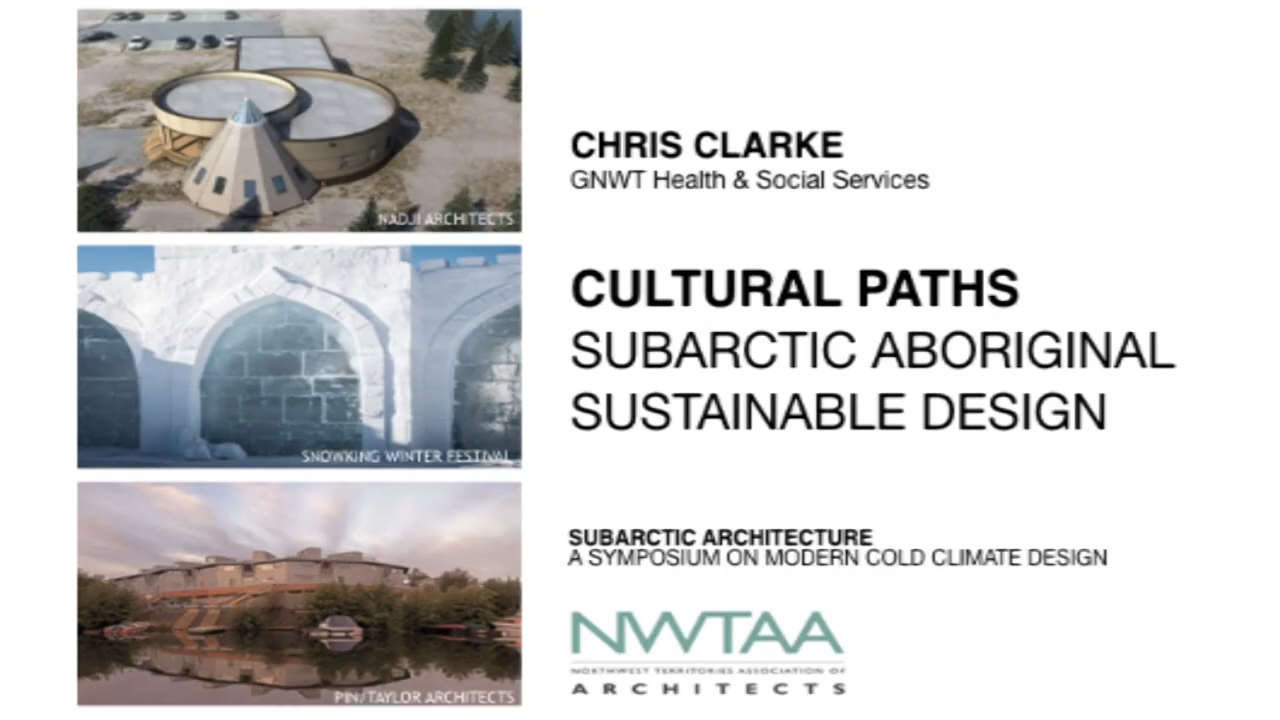 NADJI ARCHITECTS
SNOWKING WINTER FESTIVAL
PIN/TAYLOR ARCHITECTS
CHRIS CLARKE
GNWT Health & Social Services
CULTURAL PATHS
SUBARCTIC ABORIGINAL
SUSTAINABLE DESIGN
SUBARCTIC ARCHITECTURE
A SYMPOSIUM ON MODERN COLD CLIMATE DESIGN
NWTAA
NORTHWEST TERRITORIES ASSOCIATION OF
ARCHITECTS